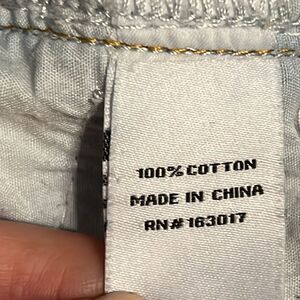 100% COTTON
MADE IN CHINA
RN# 163017